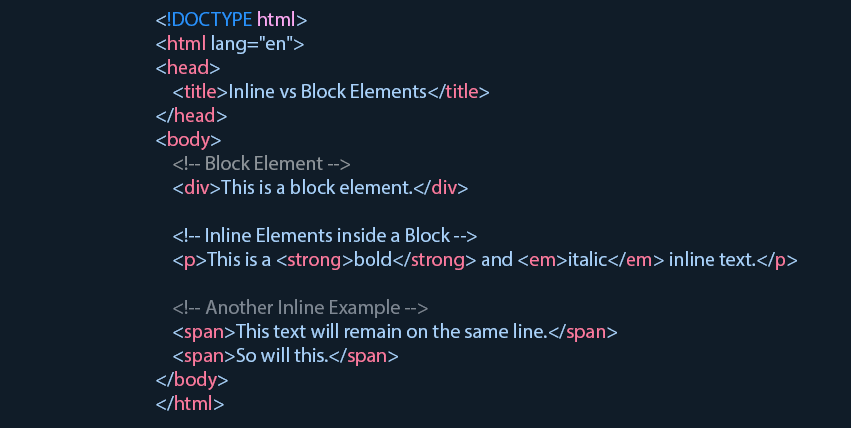 <!DOCTYPE html>
<html lang="en">
<head>
<title>Inline vs Block Elements</title>
</head>
<body>
<!-- Block Element -->
<div>This is a block element.</div>
<!-- Inline Elements inside a Block -->
<p>This is a <strong>bold</strong> and <em>italic</em> inline text.</p>
<!-- Another Inline Example -->
<span>This text will remain on the same line.</span>
<span>So will this.</span>
</body>
</html>